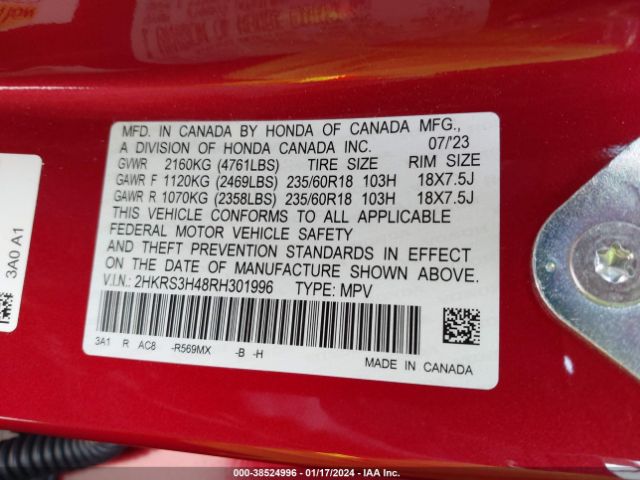 MFD. IN CANADA BY HONDA OF CANADA MFG.,
A DIVISION OF HONDA CANADA INC. 07/'23
GVWR 2160KG (4761LBS) TIRE SIZE RIM SIZE
GAWR F 1120KG (2469LBS) 235/60R18 103H 18X7.5J
GAWR R 1070KG (2358LBS) 235/60R18 103H 18X7.5J
THIS VEHICLE CONFORMS TO ALL APPLICABLE
FEDERAL MOTOR VEHICLE SAFETY
AND THEFT PREVENTION STANDARDS IN EFFECT
ON THE DATE OF MANUFACTURE SHOWN ABOVE.
V.I.N.: 2HKRS3H48RH301996 TYPE: MPV
3A1 R AC8 -R569MX -B -H
MADE IN CANADA
3A0 A1
000-38524996 - 01/17/2024 - IAA Inc.